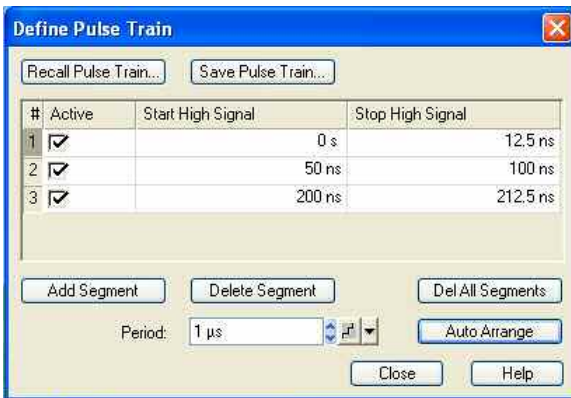 Define Pulse Train
Recall Pulse Train... Save Pulse Train...
# Active Start High Signal Stop High Signal
1 0 s 12.5 ns
2 50 ns 100 ns
3 200 ns 212.5 ns
Add Segment Delete Segment Del All Segments
Period: 1 µs Auto Arrange
Close Help